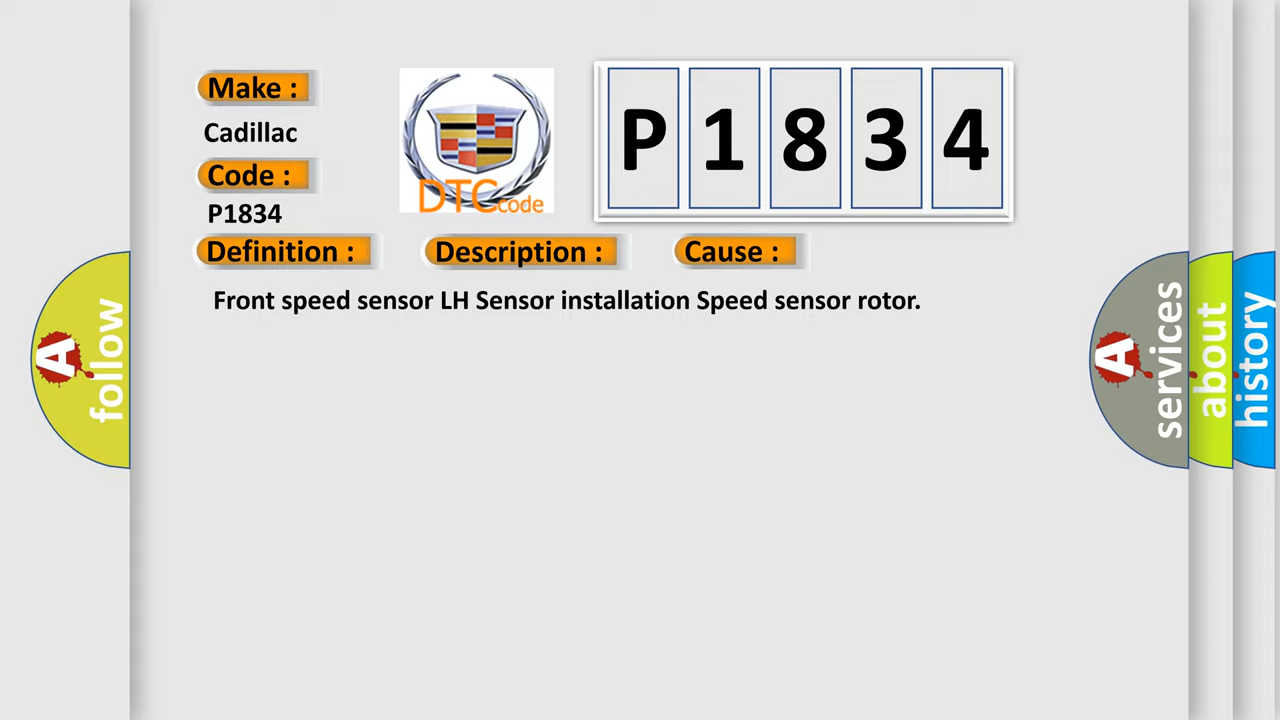 Make :
Cadillac
Code :
P1834
DTC code
P 1 8 3 4
Definition :
Description :
Cause :
Front speed sensor LH Sensor installation Speed sensor rotor.
A follow
A services
about
history